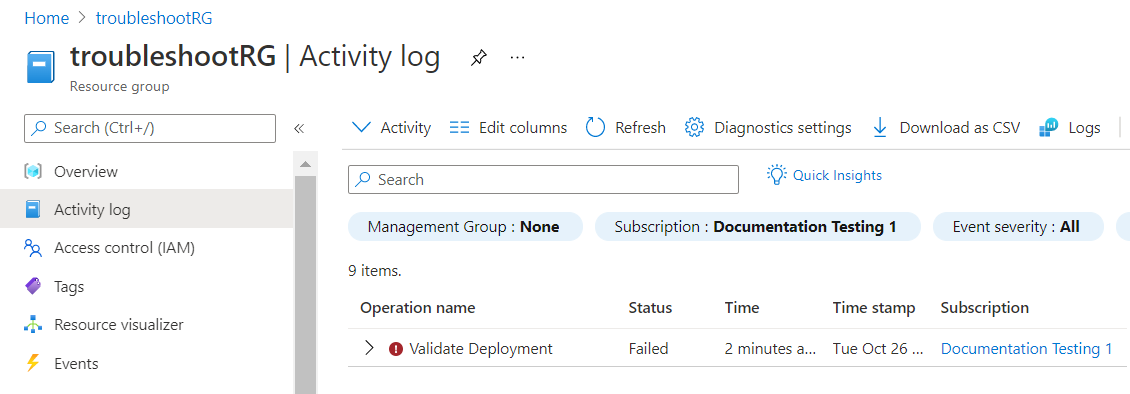 Home > troubleshootRG
troubleshootRG | Activity log ...
Resource group
Search (Ctrl+/) «
Activity Edit columns Refresh Diagnostics settings Download as CSV Logs
Overview
Activity log
Access control (IAM)
Tags
Resource visualizer
Events
Search Quick Insights
Management Group : None Subscription : Documentation Testing 1 Event severity : All
9 items.
Operation name Status Time Time stamp Subscription
Validate Deployment Failed 2 minutes a... Tue Oct 26 ... Documentation Testing 1